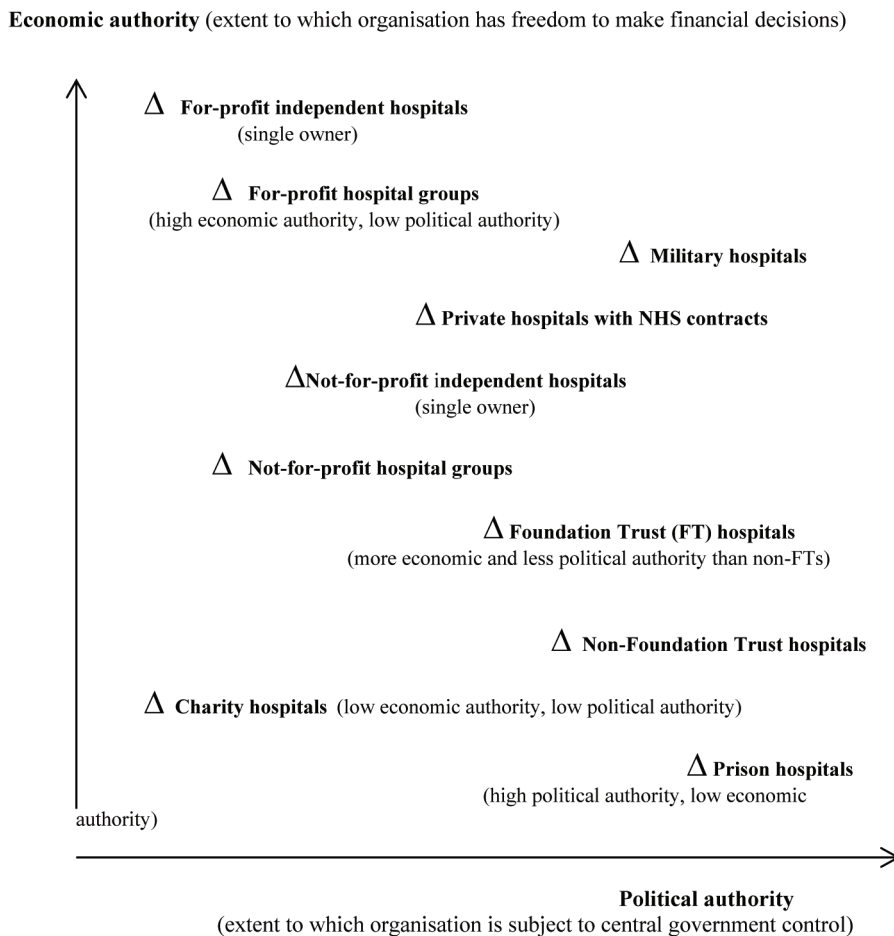 Economic authority (extent to which organisation has freedom to make financial decisions)
Δ For-profit independent hospitals
(single owner)
Δ For-profit hospital groups
(high economic authority, low political authority)
Δ Military hospitals
Δ Private hospitals with NHS contracts
Δ Not-for-profit independent hospitals
(single owner)
Δ Not-for-profit hospital groups
Δ Foundation Trust (FT) hospitals
(more economic and less political authority than non-FTs)
Δ Non-Foundation Trust hospitals
Δ Charity hospitals (low economic authority, low political authority)
Δ Prison hospitals
(high political authority, low economic
authority)
Political authority
(extent to which organisation is subject to central government control)